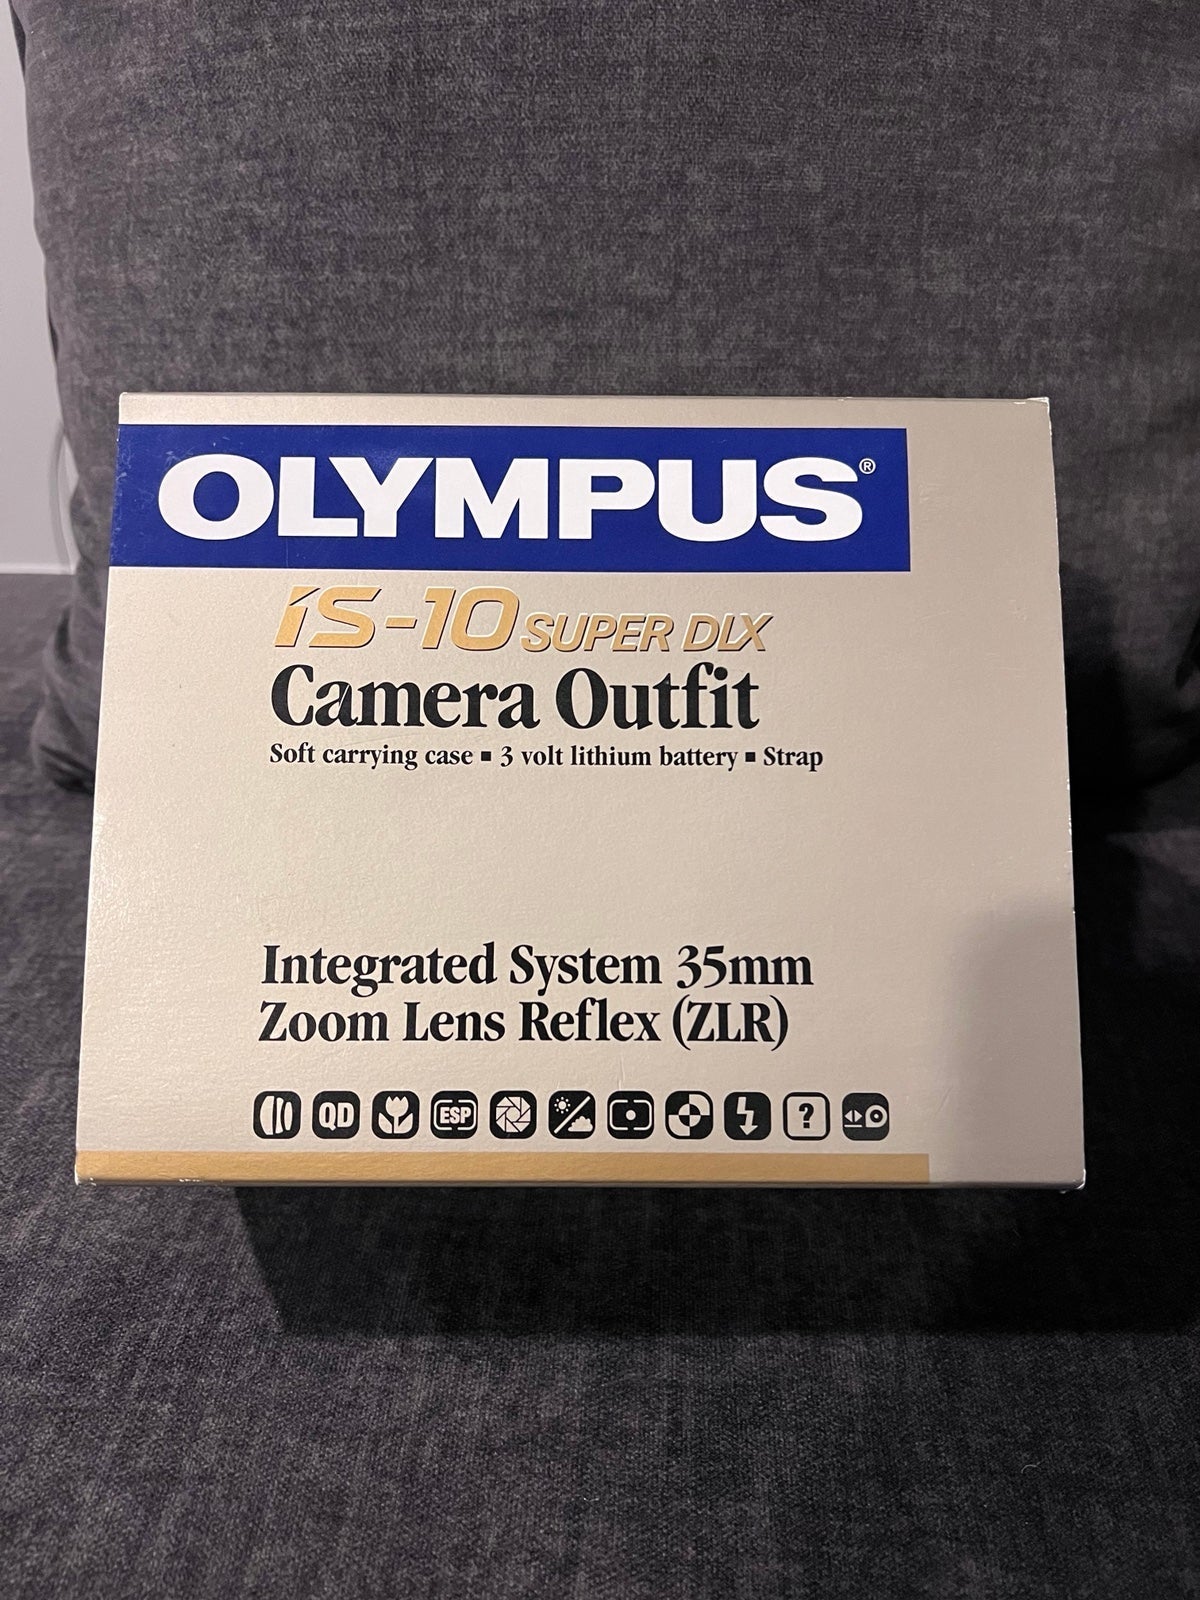 OLYMPUS®
iS-10 SUPER DLX
Camera Outfit
Soft carrying case ▪ 3 volt lithium battery ▪ Strap
Integrated System 35mm
Zoom Lens Reflex (ZLR)
QD ESP ?